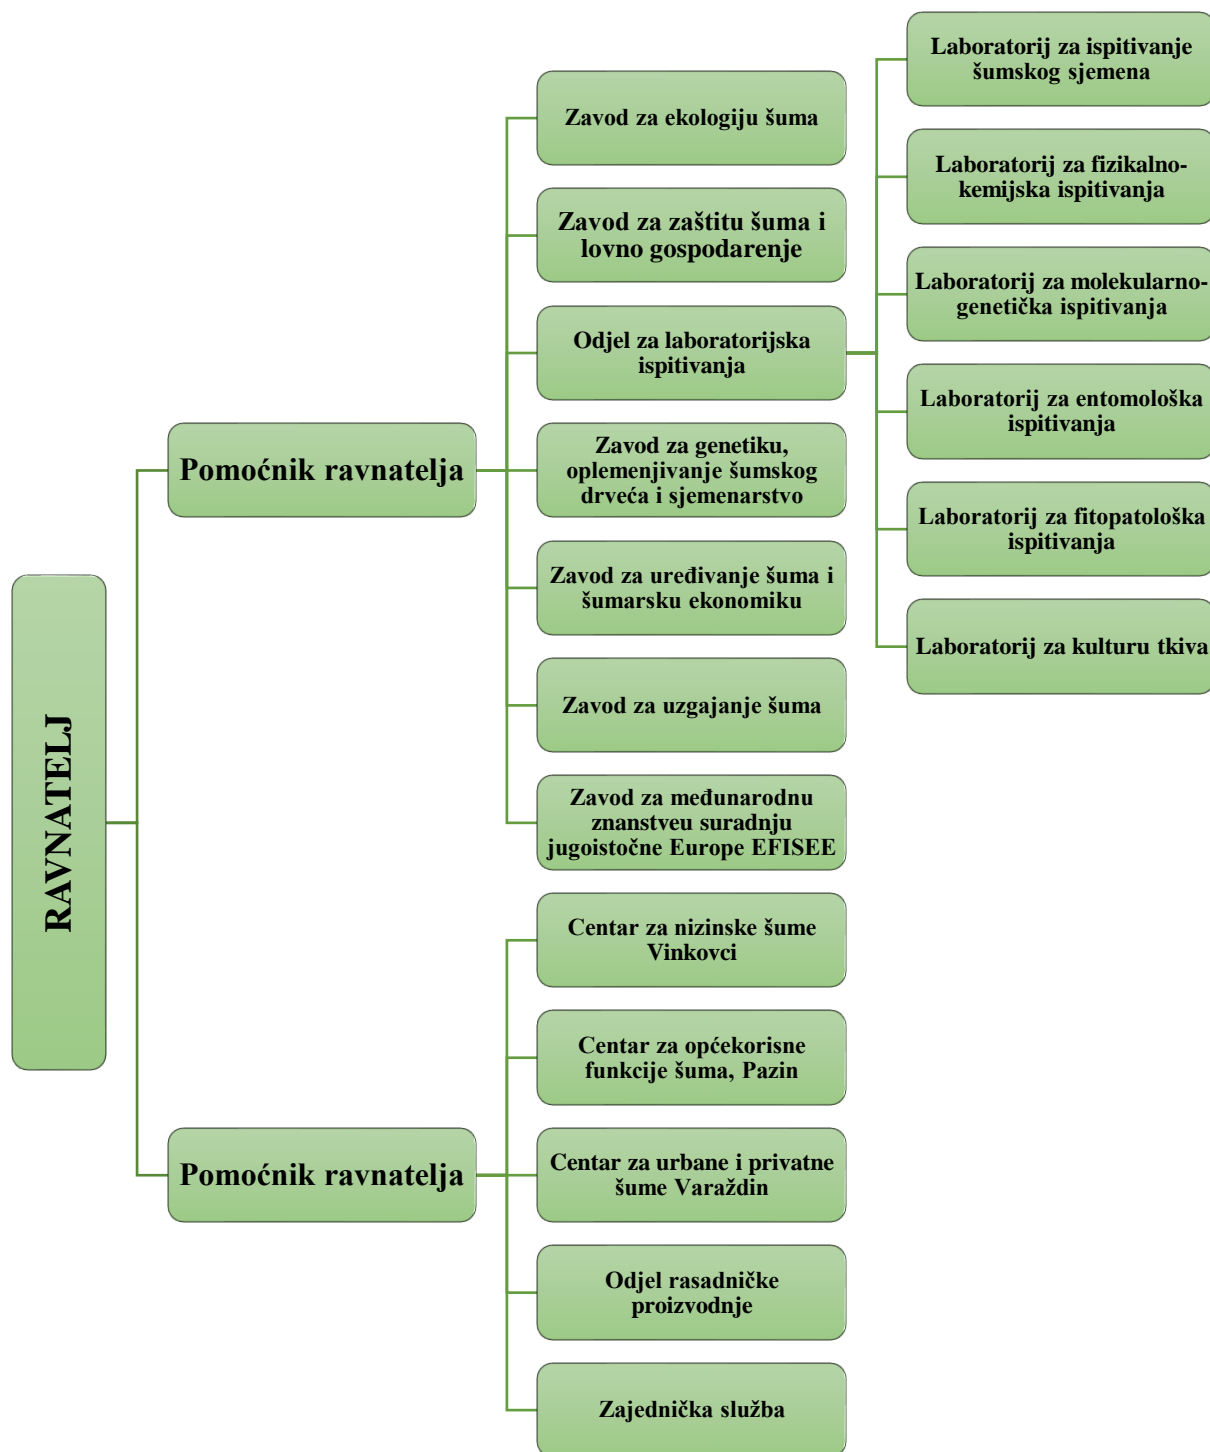 RAVNATELJ
Pomoćnik ravnatelja
Zavod za ekologiju šuma
Zavod za zaštitu šuma i
lovno gospodarenje
Odjel za laboratorijska
ispitivanja
Laboratorij za ispitivanje
šumskog sjemena
Laboratorij za fizikalno-
kemijska ispitivanja
Laboratorij za molekularno-
genetička ispitivanja
Laboratorij za entomološka
ispitivanja
Laboratorij za fitopatološka
ispitivanja
Laboratorij za kulturu tkiva
Zavod za genetiku,
oplemenjivanje šumskog
drveća i sjemenarstvo
Zavod za uređivanje šuma i
šumarsku ekonomiku
Zavod za uzgajanje šuma
Zavod za međunarodnu
znanstveu suradnju
jugoistočne Europe EFISEE
Pomoćnik ravnatelja
Centar za nizinske šume
Vinkovci
Centar za općekorisne
funkcije šuma, Pazin
Centar za urbane i privatne
šume Varaždin
Odjel rasadničke
proizvodnje
Zajednička služba